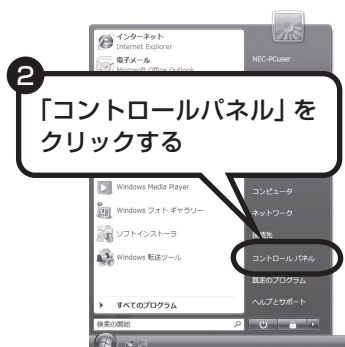 インターネット
Internet Explorer
電子メール
Microsoft Office Outlook
NEC-PCuser
2
「コントロールパネル」を
クリックする
Windows Media Player
コンピュータ
Windows フォト ギャラリー
ネットワーク
ソフトインストーラ
接続先
Windows 転送ツール
コントロール パネル
既定のプログラム
すべてのプログラム
ヘルプとサポート
検索の開始